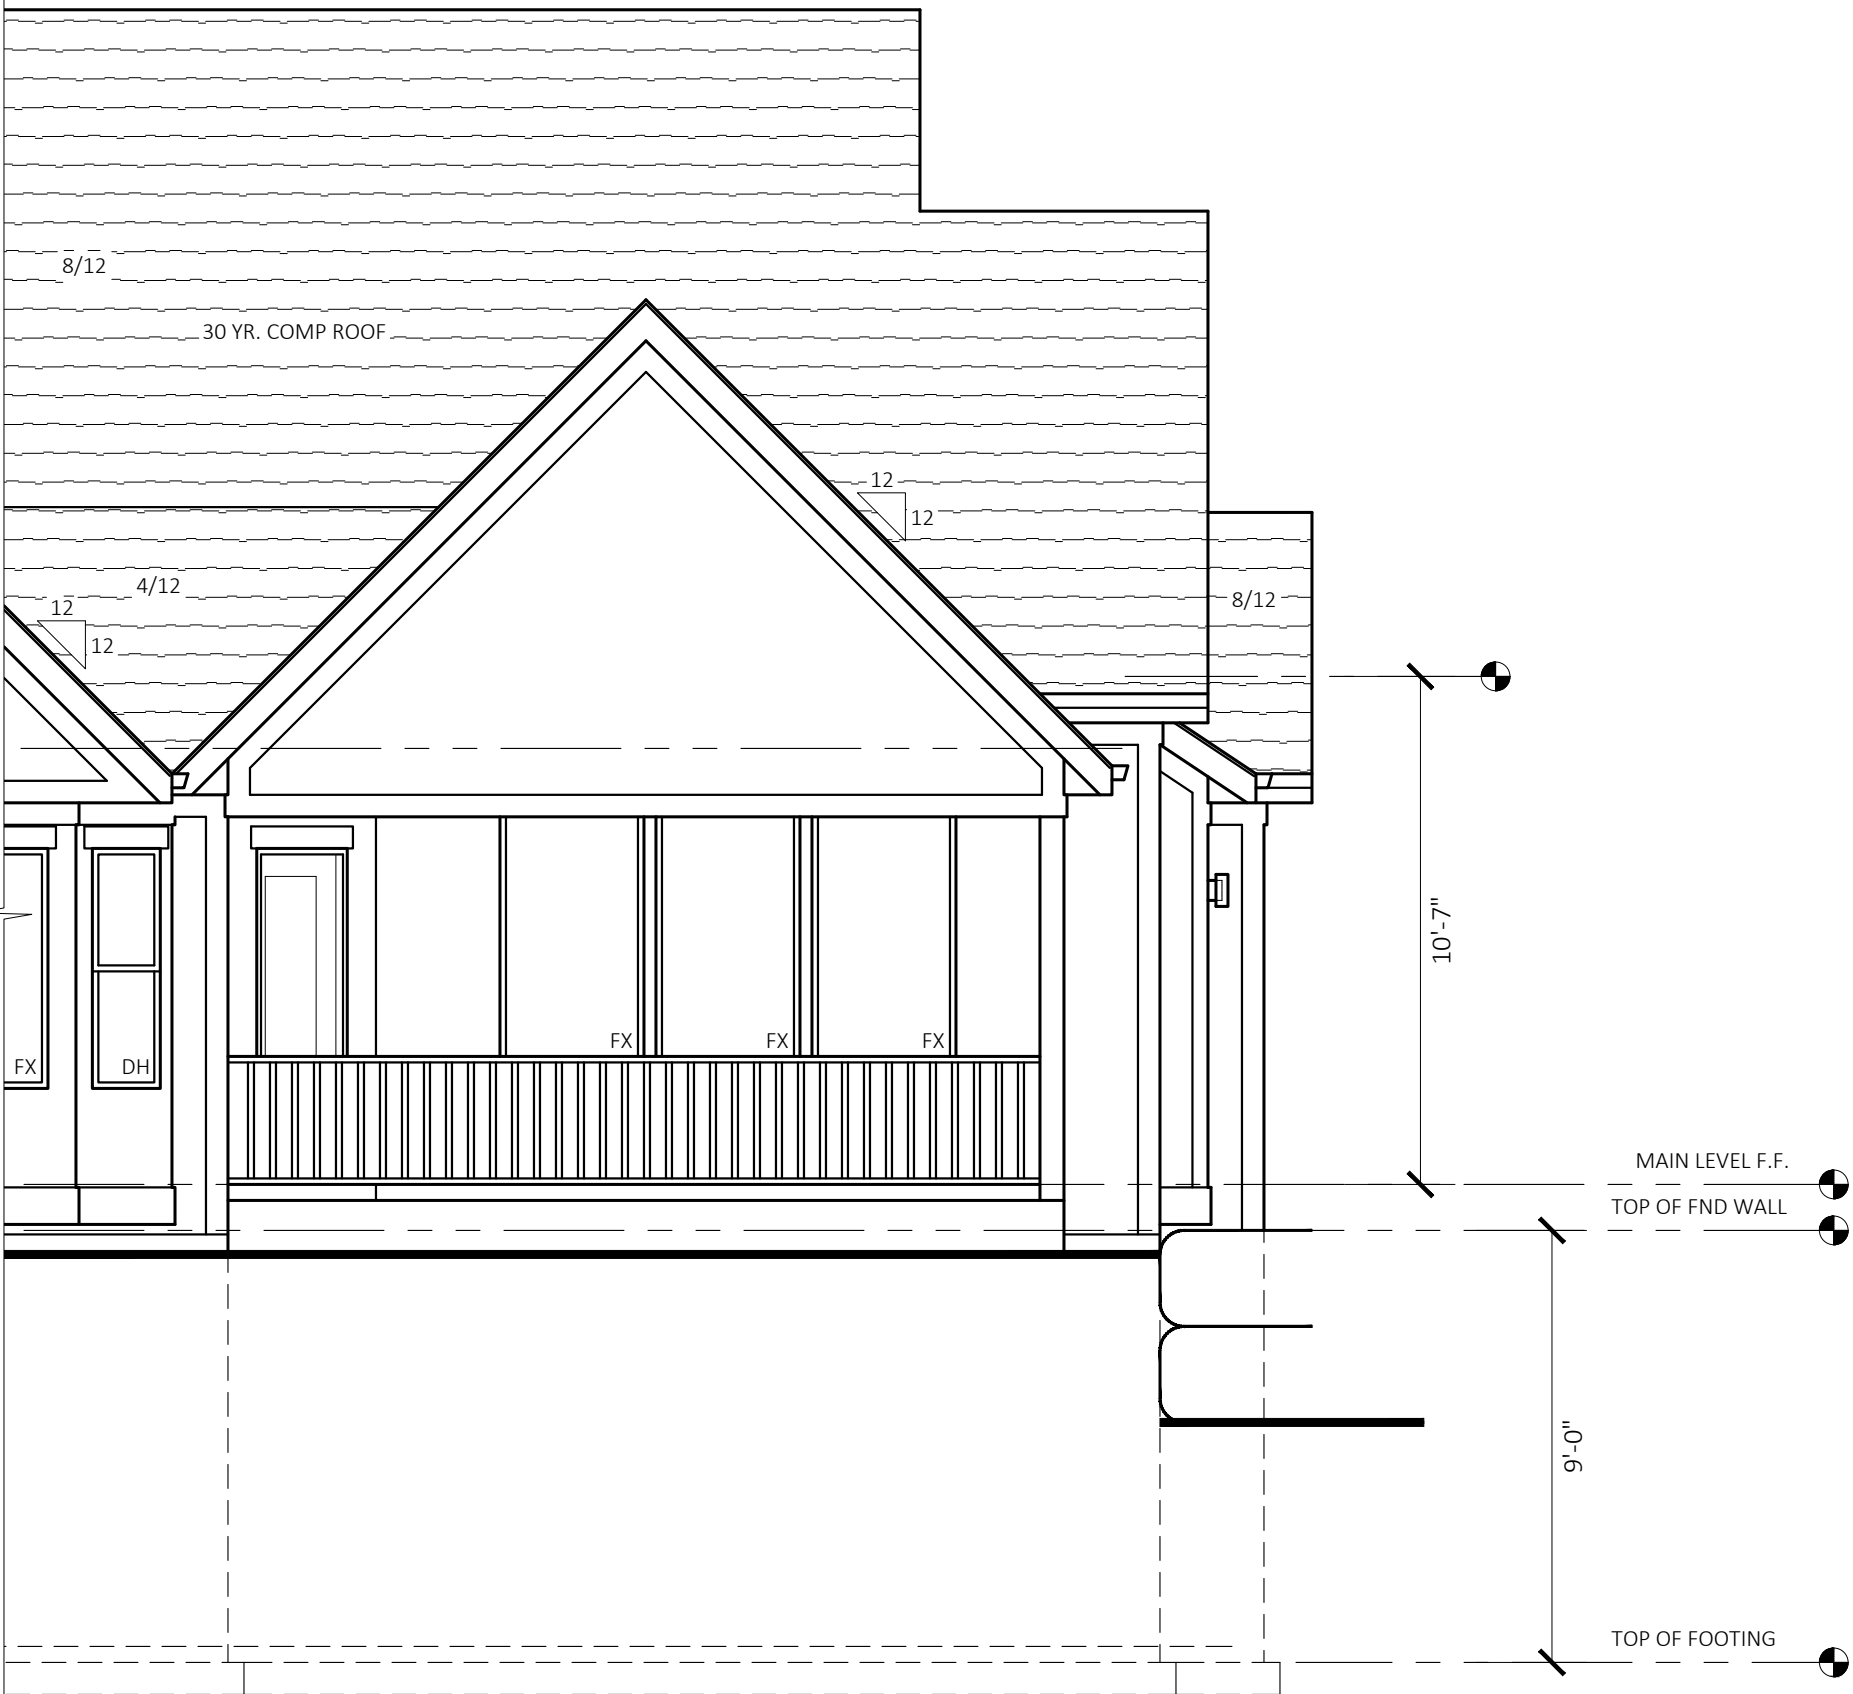 8/12
30 YR. COMP ROOF
12
12
4/12
12
12
8/12
10'-7"
FX
FX
FX
FX
DH
MAIN LEVEL F.F.
TOP OF FND WALL
9'-0"
TOP OF FOOTING